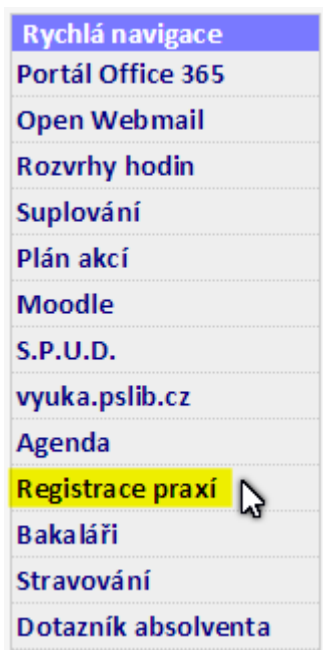 Rychlá navigace
Portál Office 365
Open Webmail
Rozvrhy hodin
Suplování
Plán akcí
Moodle
S.P.U.D.
vyuka.pslib.cz
Agenda
Registrace praxí
Bakaláři
Stravování
Dotazník absolventa